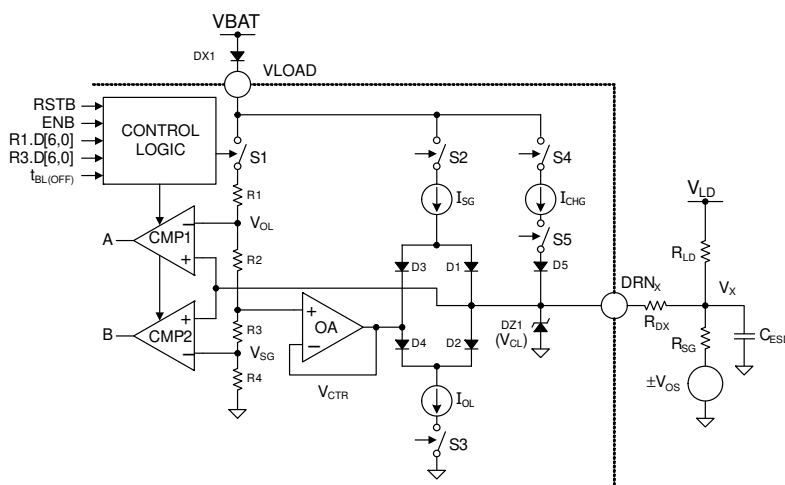 VBAT
DX1
VLOAD
RSTB
ENB
R1.D[6,0]
R3.D[6,0]
tBL(OFF)
CONTROL
LOGIC
S1
S2
S4
R1
ISG
ICHG
VLD
A
CMP1
VOL
S5
R2
D3
D1
D5
RLD
DRNX
VX
B
CMP2
R3
OA
D4
D2
DZ1
(VCL)
RDX
RSG
CESD
VSG
R4
VCTR
IOL
±VOS
S3